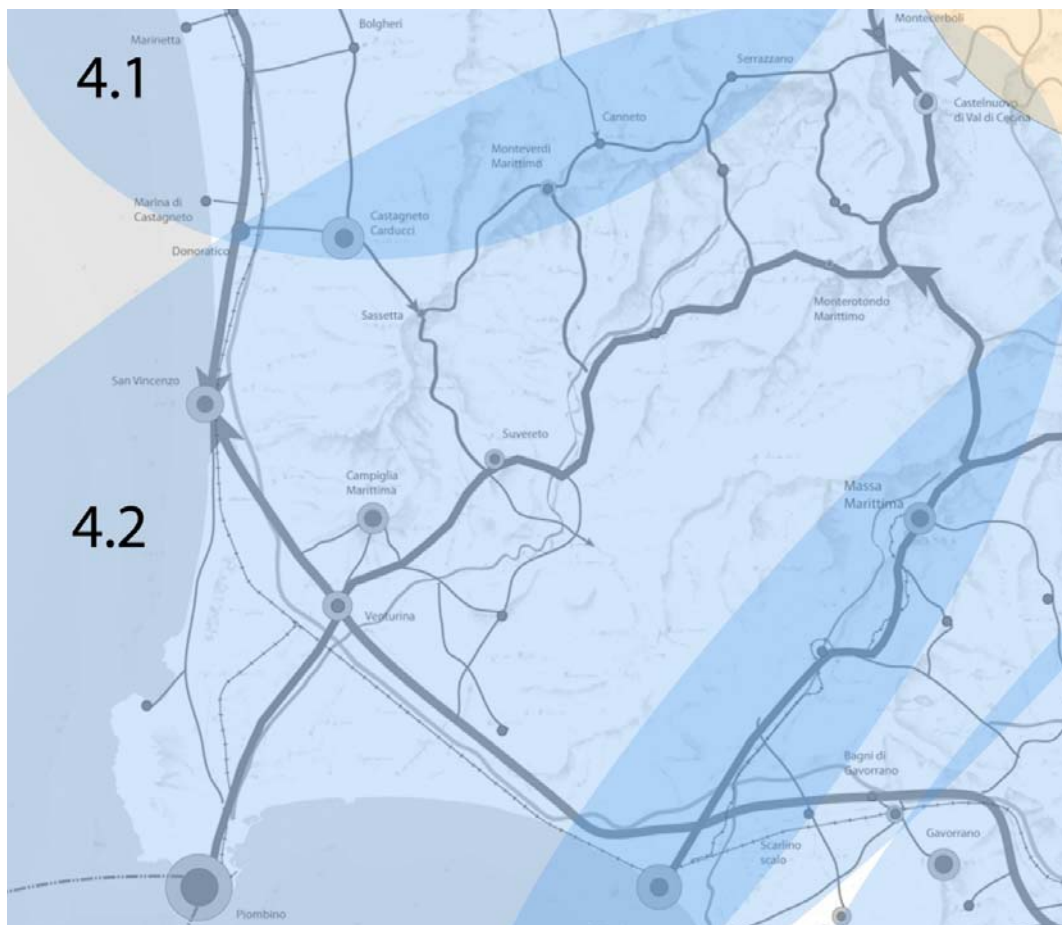 Montecerboli
Bolgheri
Marinetta
4.1
Serrazzano
Castelnuovo
di Val di Cecina
Canneto
Monteverdi
Marittimo
Marina di
Castagneto
Castagneto
Carducci
Donoratico
Monterotondo
Marittimo
Sassetta
San Vincenzo
Suvereto
Campiglia
Marittima
Massa
Marittima
4.2
Venturina
Bagni di
Gavorrano
Gavorrano
Scarlino
scalo
Piombino